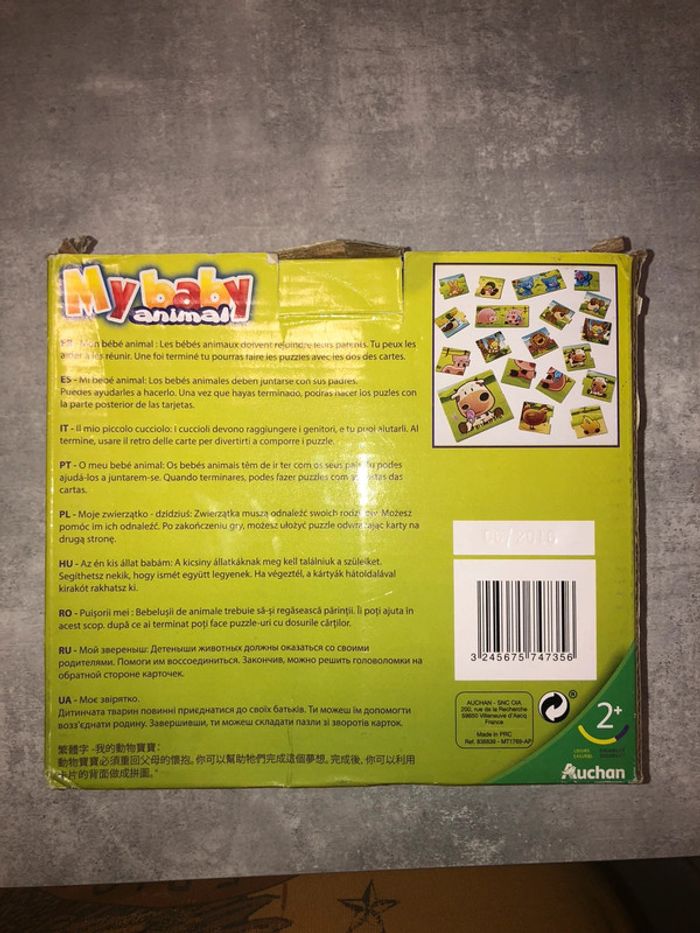 My baby
animal
FR - Mon bébé animal : Les bébés animaux doivent rejoindre leurs parents. Tu peux les
aider à les réunir. Une foi terminé tu pourras faire les puzzles avec les dos des cartes.
ES - Mi bebé animal: Los bebés animales deben juntarse con sus padres.
Puedes ayudarles a hacerlo. Una vez que hayas terminado, podrás hacer los puzles con
la parte posterior de las tarjetas.
IT - Il mio piccolo cucciolo: i cuccioli devono raggiungere i genitori, e tu puoi aiutarli. Al
termine, usare il retro delle carte per divertirti a comporre i puzzle.
PT - O meu bebé animal: Os bebés animais têm de ir ter com os seus pais. Tu podes
ajudá-los a juntarem-se. Quando terminares, podes fazer puzzles com as costas das
cartas.
PL - Moje zwierzątko - dzidziuś: Zwierzątka muszą odnaleźć swoich rodziców. Możesz
pomóc im ich odnaleźć. Po zakończeniu gry, możesz ułożyć puzzle odwracając karty na
drugą stronę.
HU - Az én kis állat babám: A kicsiny állatkáknak meg kell találniuk a szüleiket.
Segíthetsz nekik, hogy ismét együtt legyenek. Ha végeztél, a kártyák hátoldalával
kirakót rakhatsz ki.
RO - Puişorii mei : Bebeluşii de animale trebuie să-şi regăsească părinţii. Îi poţi ajuta în
acest scop. după ce ai terminat poţi face puzzle-uri cu dosurile cărţilor.
RU - Мой звереныш: Детеныши животных должны оказаться со своими
родителями. Помоги им воссоединиться. Закончив, можно решить головоломки на
обратной стороне карточек.
UA - Моє звірятко.
Дитинчата тварин повинні приєднатися до своїх батьків. Ти можеш їм допомогти
возз'єднати родину. Завершивши, ти можеш складати пазли зі зворотів карток.
繁體字 -我的動物寶寶:
動物寶寶必須重回父母的懷抱。你可以幫助牠們完成這個夢想。完成後，你可以利用
卡片的背面做成拼圖。"
3 245675 747356
AUCHAN - SNC OIA
200, rue de la Recherche
59650 Villeneuve d'Ascq
France
Made in PRC
Ref. 838839 - MT1769-AP
2+
Auchan